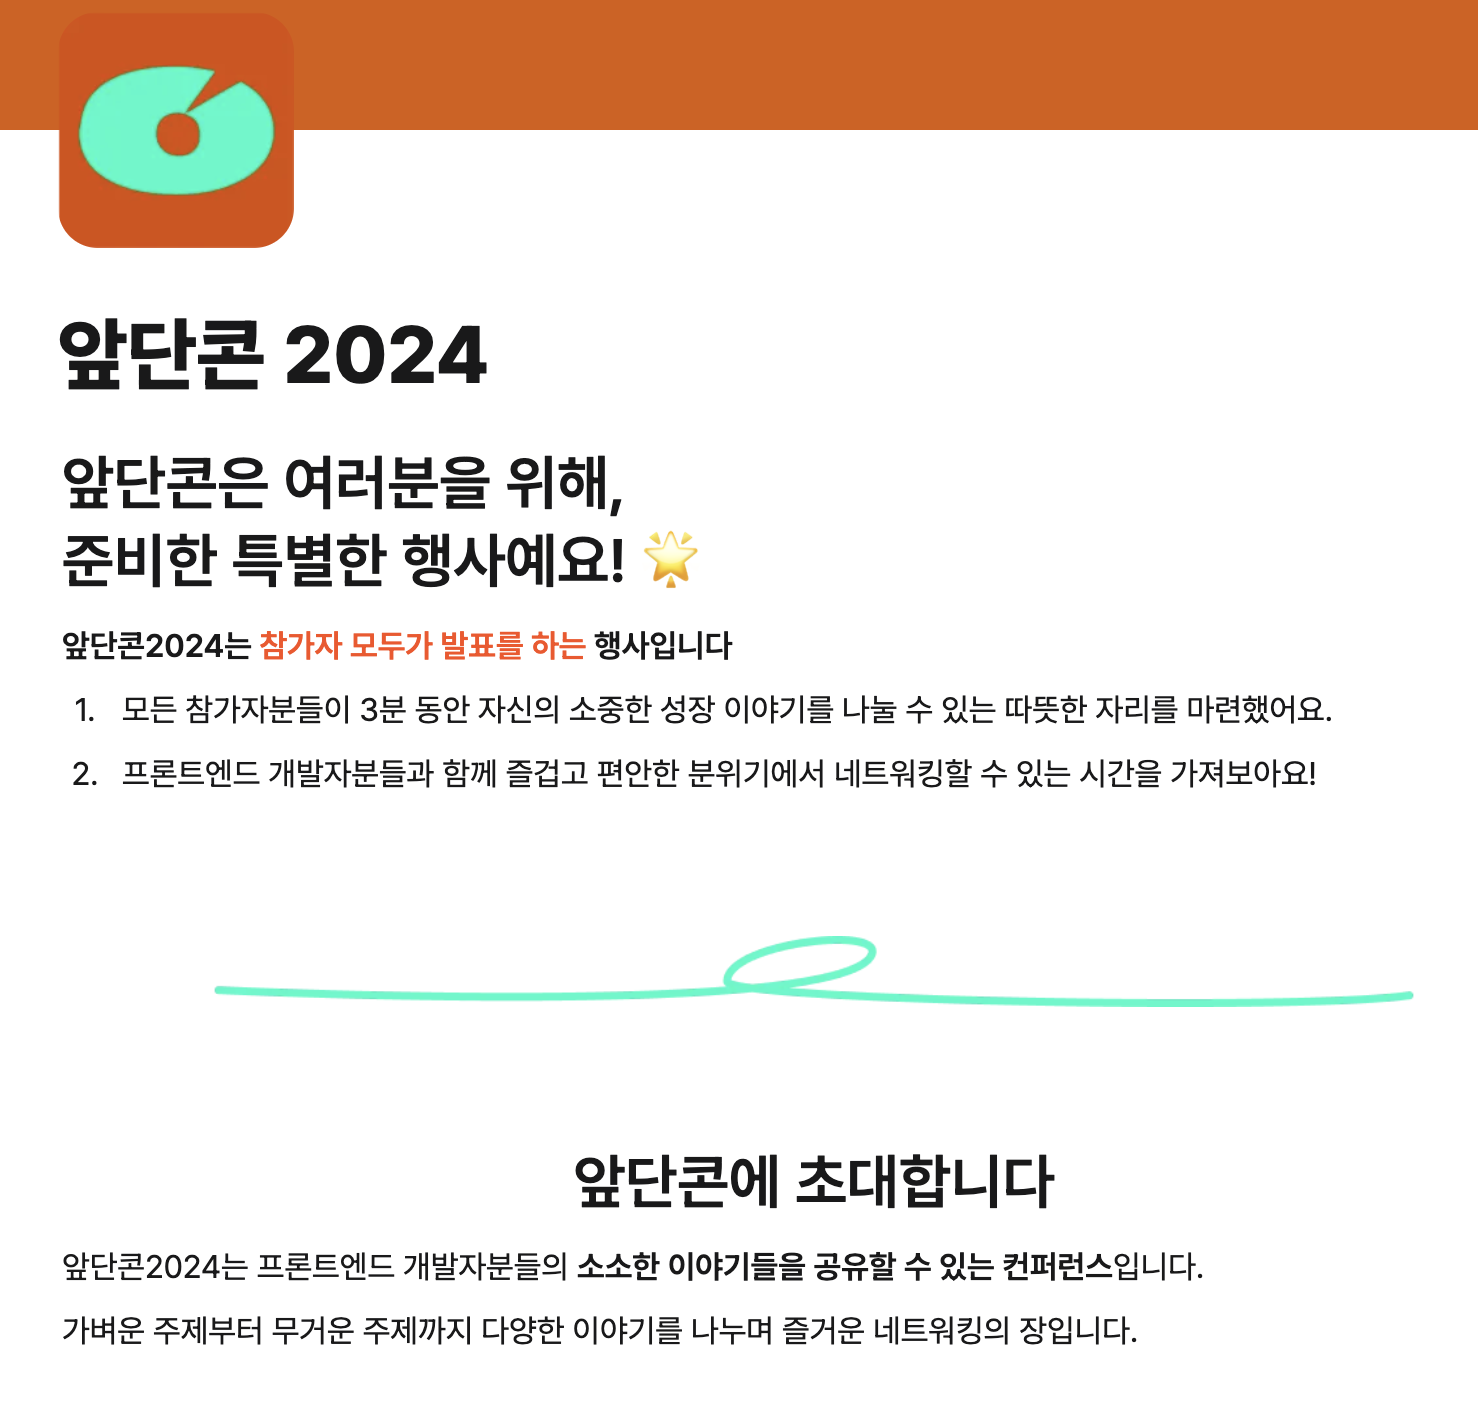 앞단콘 2024
앞단콘은 여러분을 위해,
준비한 특별한 행사예요! 🌟
앞단콘2024는 참가자 모두가 발표를 하는 행사입니다
1. 모든 참가자분들이 3분 동안 자신의 소중한 성장 이야기를 나눌 수 있는 따뜻한 자리를 마련했어요.
2. 프론트엔드 개발자분들과 함께 즐겁고 편안한 분위기에서 네트워킹할 수 있는 시간을 가져보아요!
앞단콘에 초대합니다
앞단콘2024는 프론트엔드 개발자분들의 소소한 이야기들을 공유할 수 있는 컨퍼런스입니다.
가벼운 주제부터 무거운 주제까지 다양한 이야기를 나누며 즐거운 네트워킹의 장입니다.